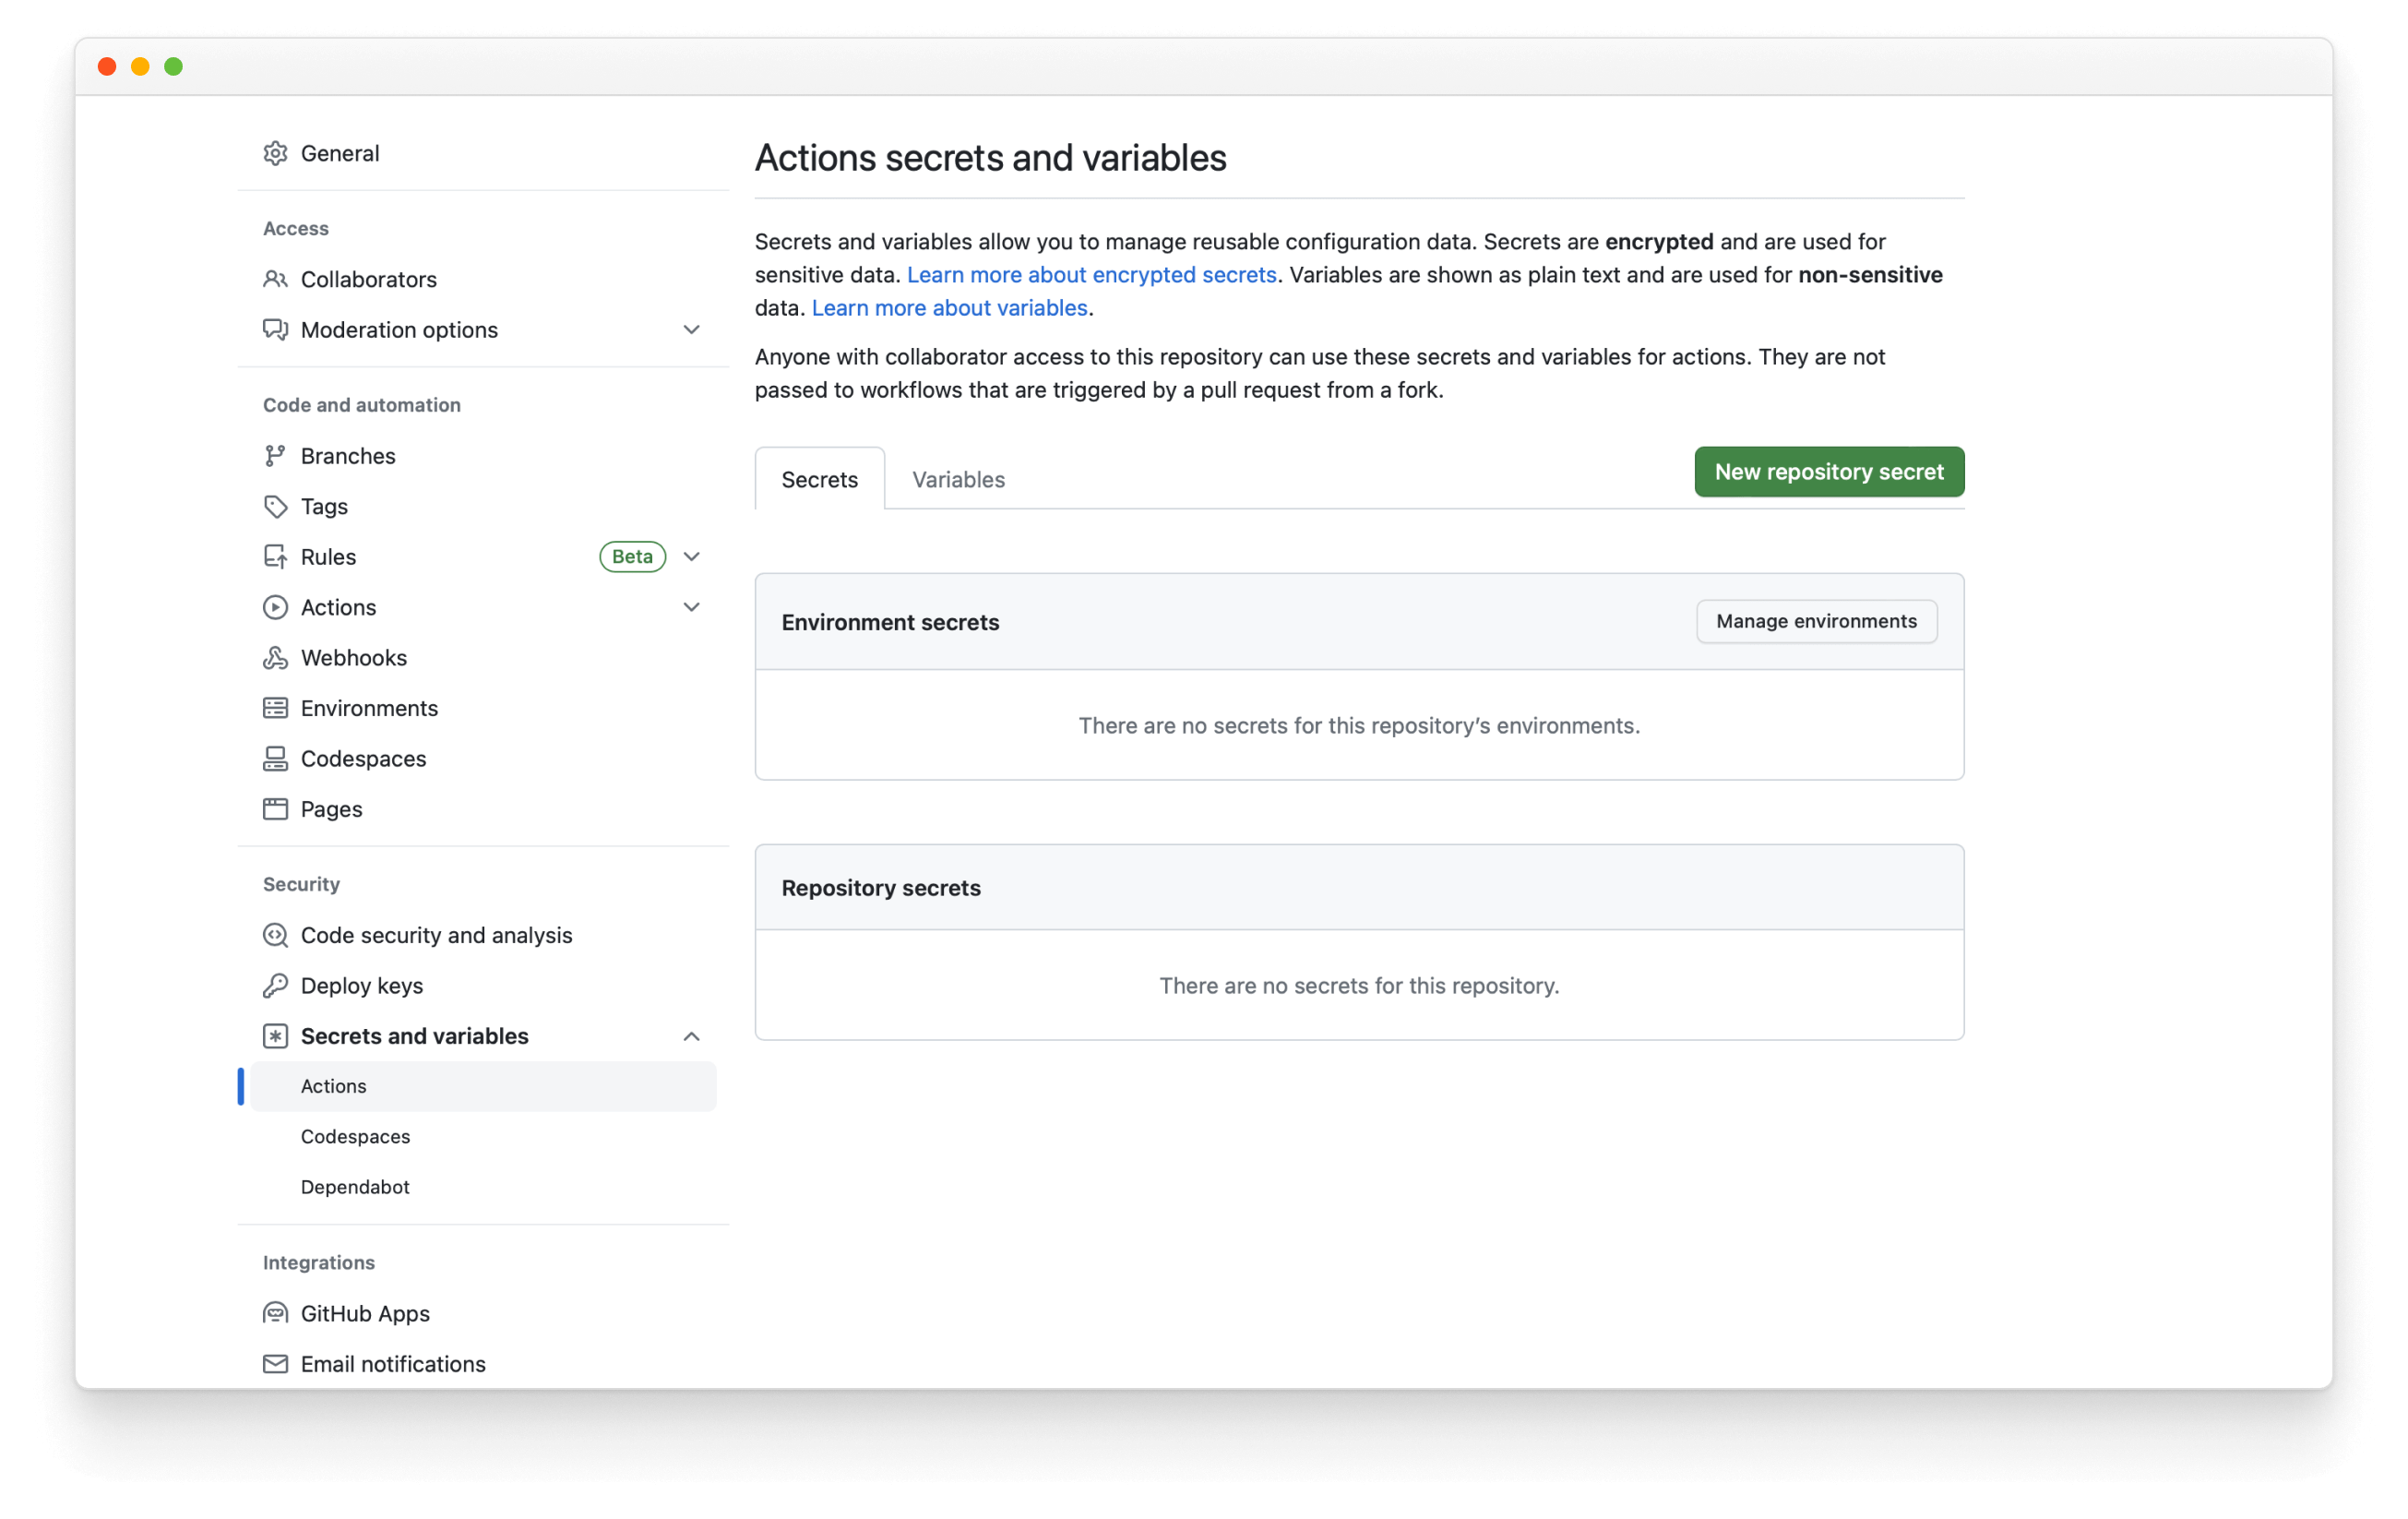 General
Access
Collaborators
Moderation options
Code and automation
Branches
Tags
Rules Beta
Actions
Webhooks
Environments
Codespaces
Pages
Security
Code security and analysis
Deploy keys
Secrets and variables
Actions
Codespaces
Dependabot
Integrations
GitHub Apps
Email notifications
Actions secrets and variables
Secrets and variables allow you to manage reusable configuration data. Secrets are encrypted and are used for
sensitive data. Learn more about encrypted secrets. Variables are shown as plain text and are used for non-sensitive
data. Learn more about variables.
Anyone with collaborator access to this repository can use these secrets and variables for actions. They are not
passed to workflows that are triggered by a pull request from a fork.
Secrets Variables New repository secret
Environment secrets Manage environments
There are no secrets for this repository’s environments.
Repository secrets
There are no secrets for this repository.